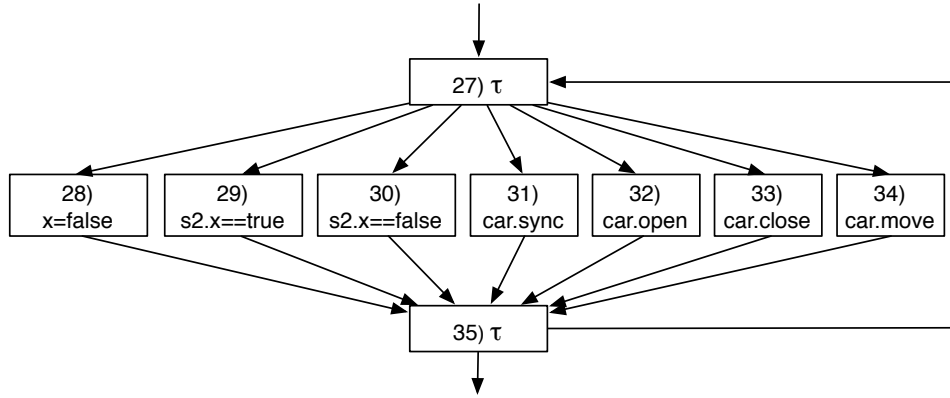 27) τ
28)
x=false
29)
s2.x==true
30)
s2.x==false
31)
car.sync
32)
car.open
33)
car.close
34)
car.move
35) τ